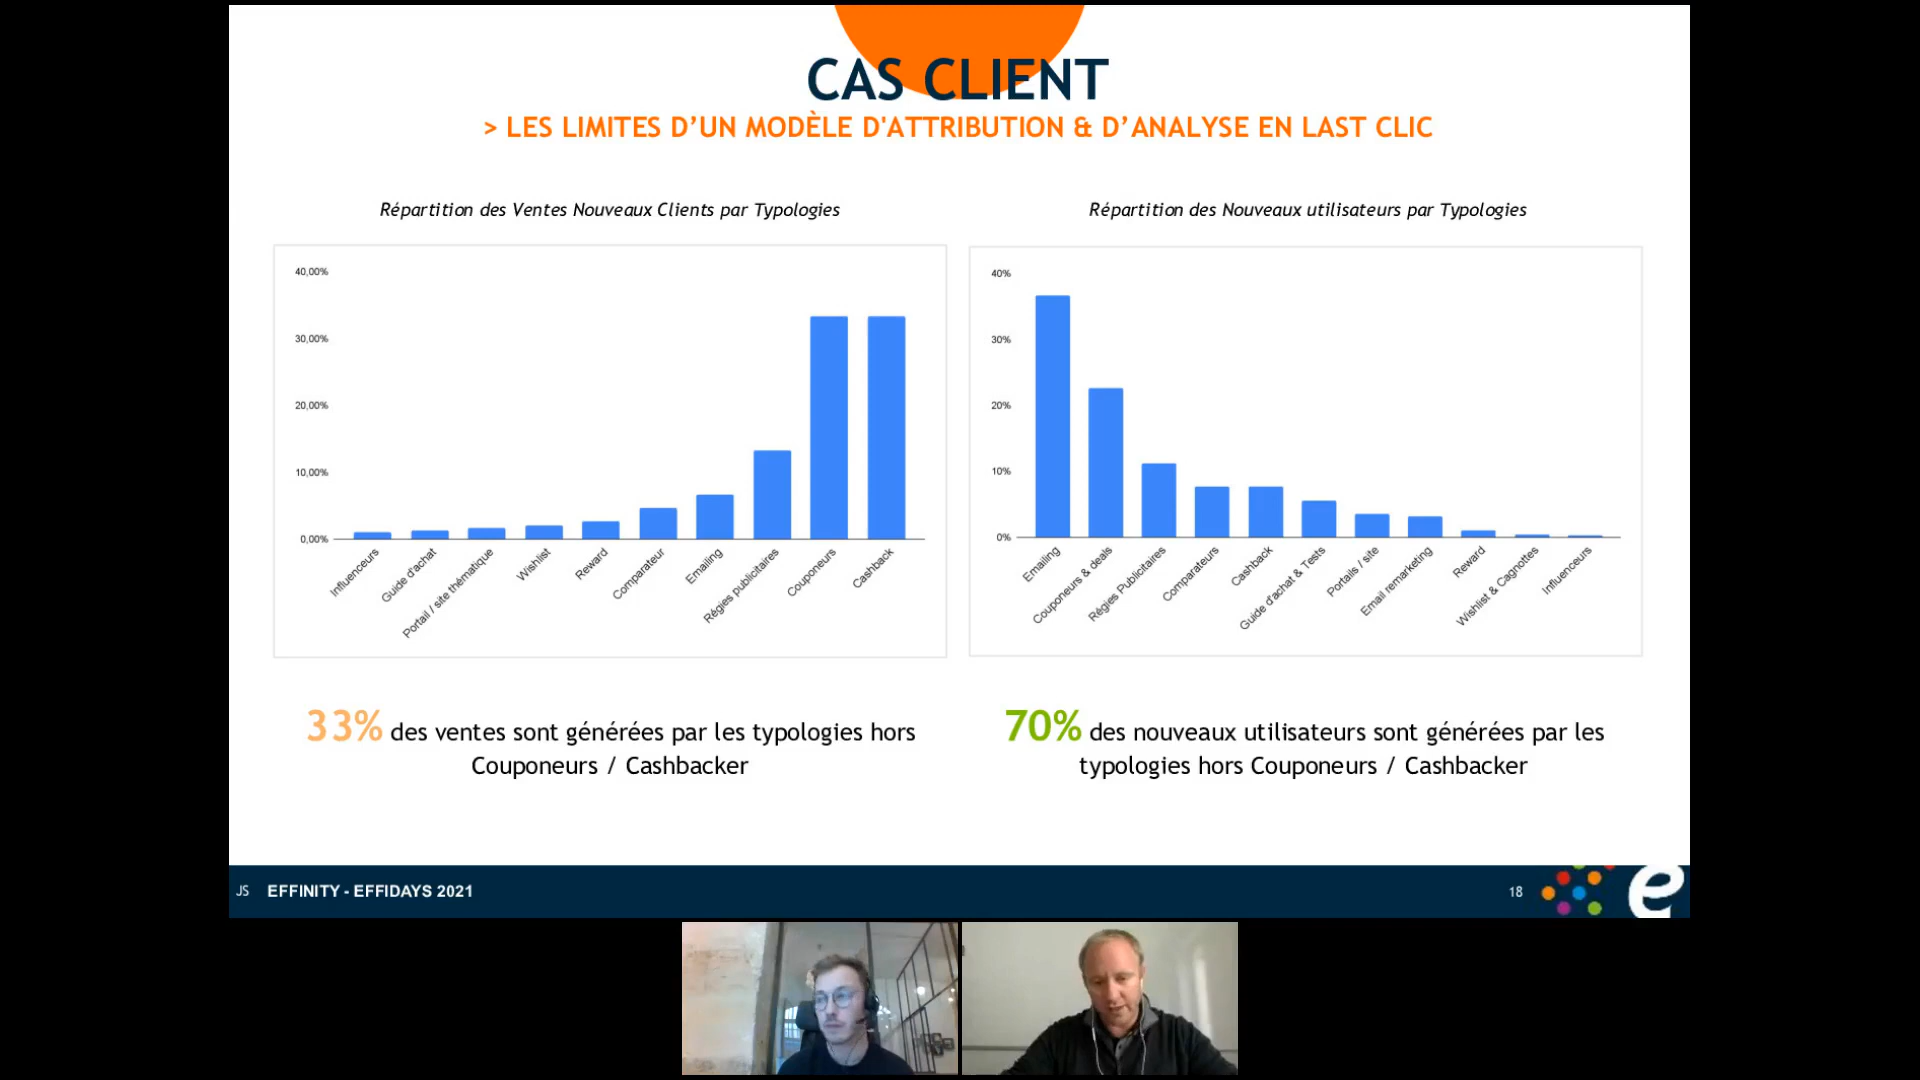 CAS CLIENT
> LES LIMITES D’UN MODÈLE D'ATTRIBUTION & D’ANALYSE EN LAST CLIC
Répartition des Ventes Nouveaux Clients par Typologies
40,00%
30,00%
20,00%
10,00%
0,00%
Influenceurs
Guide d'achat
Portail / site thématique
Wishlist
Reward
Comparateur
Emailing
Régies publicitaires
Couponeurs
Cashback
Répartition des Nouveaux utilisateurs par Typologies
40%
30%
20%
10%
0%
Emailing
Couponeurs & deals
Régies Publicitaires
Comparateurs
Cashback
Guide d'achat & Tests
Portails / site
Email remarketing
Reward
Wishlist & Cagnottes
Influenceurs
33% des ventes sont générées par les typologies hors
Couponeurs / Cashbacker
70% des nouveaux utilisateurs sont générées par les
typologies hors Couponeurs / Cashbacker
JS EFFINITY - EFFIDAYS 2021
18
e